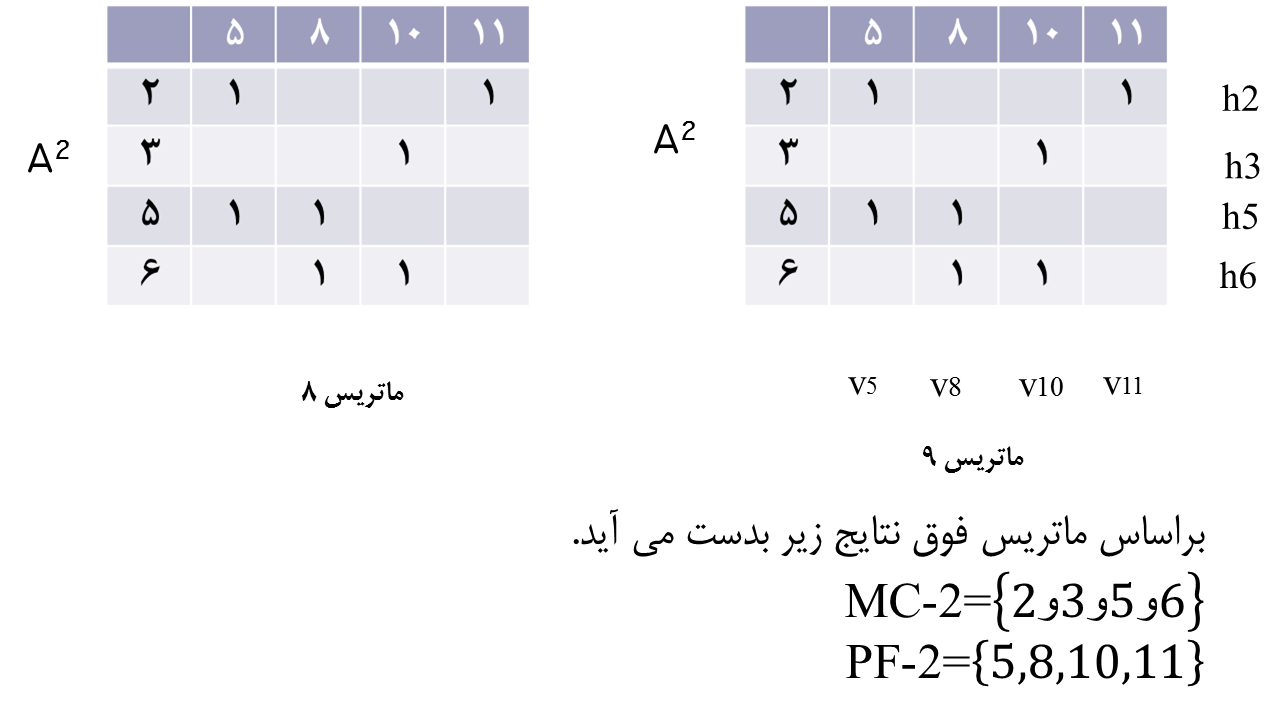 ۵ ۸ ۱۰ ۱۱
۲ ۱ ۱
۳ ۱
۵ ۱ ۱
۶ ۱ ۱
A²
ماتریس ۸
۵ ۸ ۱۰ ۱۱
۲ ۱ ۱ h2
۳ ۱ h3
۵ ۱ ۱ h5
۶ ۱ ۱ h6
A²
v5 v8 v10 v11
ماتریس ۹
براساس ماتریس فوق نتایج زیر بدست می آید.
MC-2={2و3و5و6}
PF-2={5,8,10,11}